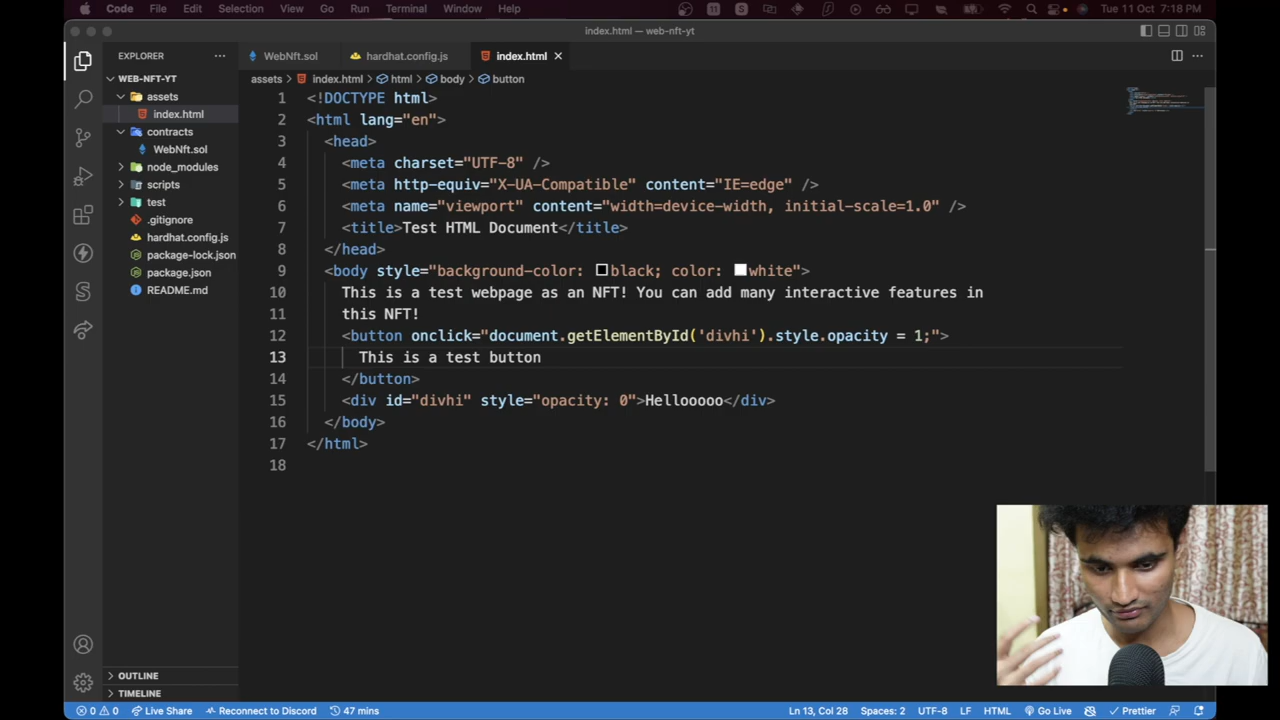 Code File Edit Selection View Go Run Terminal Window Help 11 S Tue 11 Oct 7:18 PM
index.html — web-nft-yt
EXPLORER
WebNft.sol hardhat.config.js index.html
WEB-NFT-YT
assets > index.html > html > body > button
assets
index.html
contracts
WebNft.sol
node_modules
scripts
test
.gitignore
hardhat.config.js
package-lock.json
package.json
README.md
1 <!DOCTYPE html>
2 <html lang="en">
3 <head>
4 <meta charset="UTF-8" />
5 <meta http-equiv="X-UA-Compatible" content="IE=edge" />
6 <meta name="viewport" content="width=device-width, initial-scale=1.0" />
7 <title>Test HTML Document</title>
8 </head>
9 <body style="background-color: black; color: white">
10 This is a test webpage as an NFT! You can add many interactive features in
11 this NFT!
12 <button onclick="document.getElementById('divhi').style.opacity = 1;">
13 This is a test button
14 </button>
15 <div id="divhi" style="opacity: 0">Hellooooo</div>
16 </body>
17 </html>
18
OUTLINE
TIMELINE
0 0 Live Share Reconnect to Discord 47 mins Ln 13, Col 28 Spaces: 2 UTF-8 LF HTML Go Live Prettier